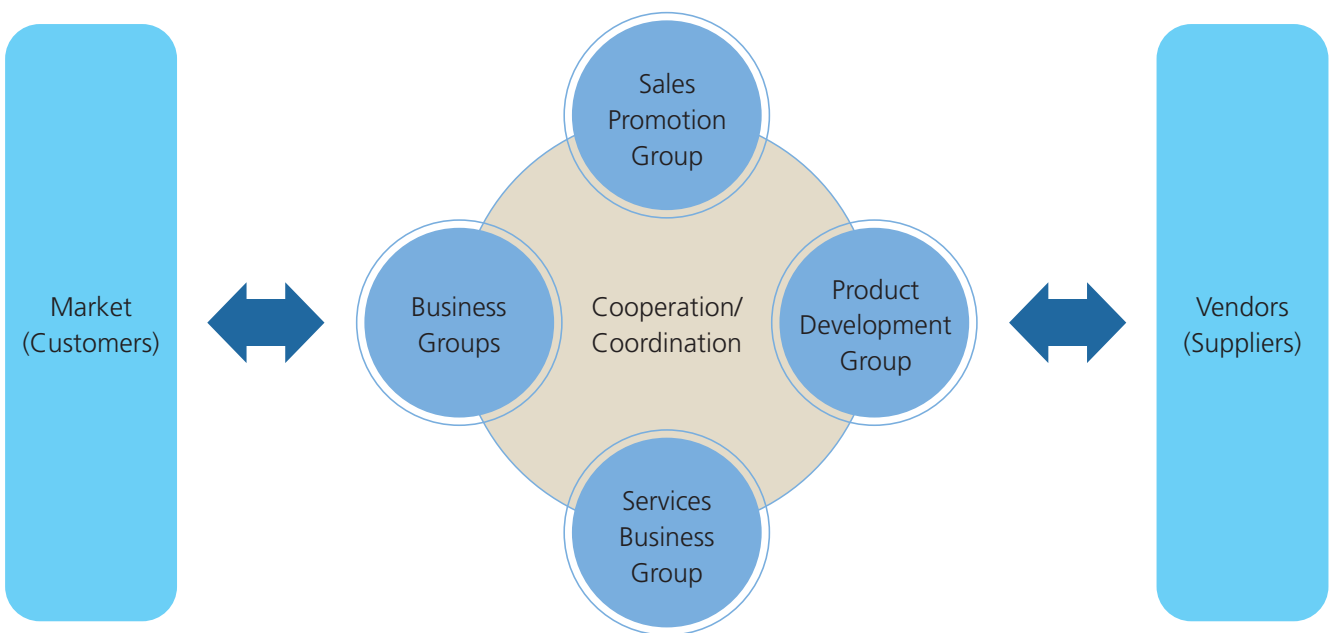 Market
(Customers)
Sales
Promotion
Group
Business
Groups
Cooperation/
Coordination
Product
Development
Group
Services
Business
Group
Vendors
(Suppliers)